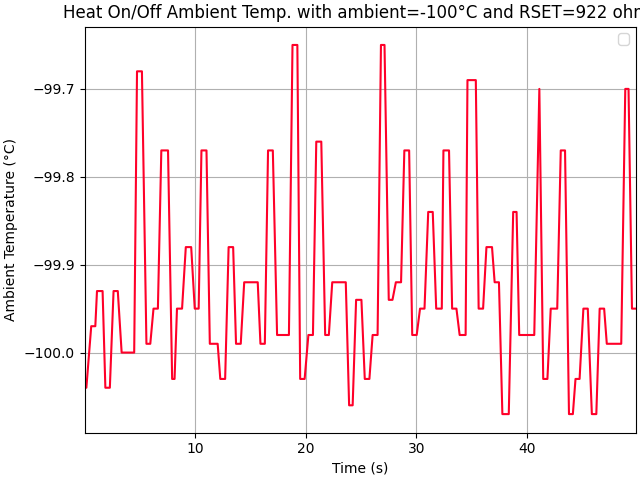 Heat On/Off Ambient Temp. with ambient=-100°C and RSET=922 ohr
Ambient Temperature (°C)
−99.7
−99.8
−99.9
−100.0
10 20 30 40
Time (s)